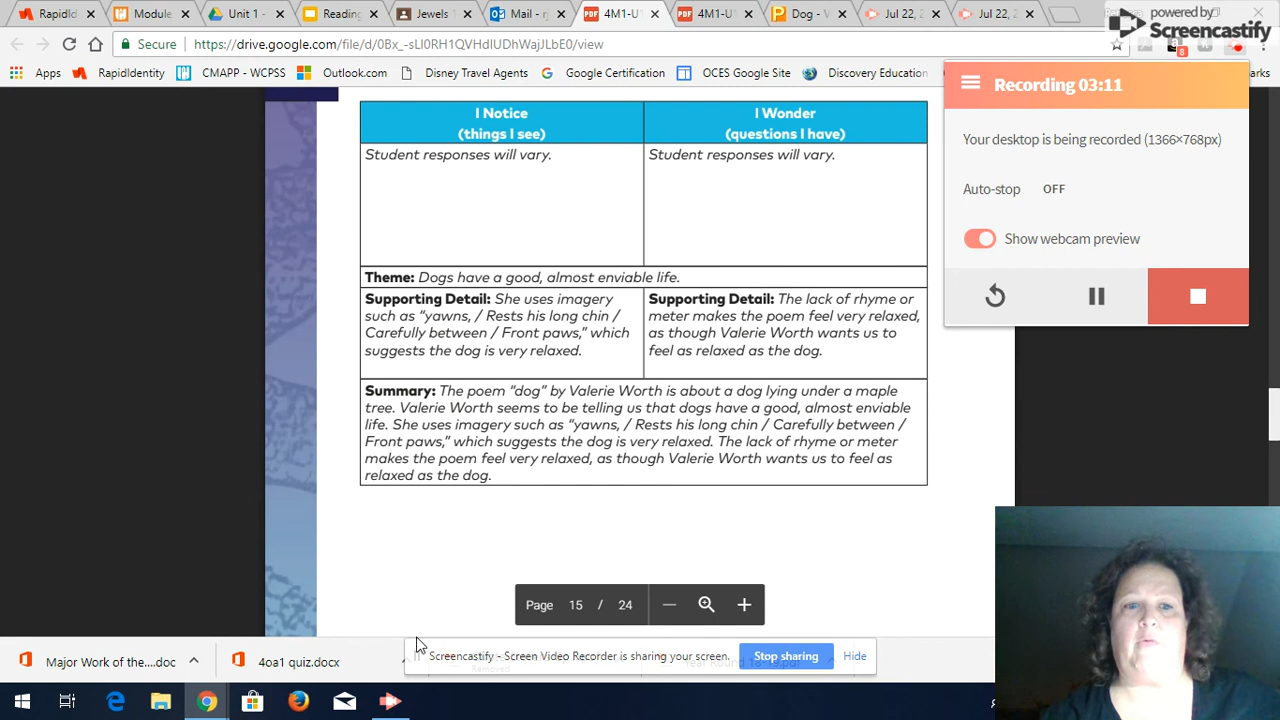 RapidId
Module
Unit 1 -
Reading
Jewels 1
Mail - r
4M1-U
4M1-U
Dog - V
Jul 22,
Jul 22,
powered by
Screencastify
Secure
https://drive.google.com/file/d/0Bx_-sLI0RH1QVHdIUDhWajJLbE0/view
8
Apps
RapidIdentity
CMAPP - WCPSS
Outlook.com
Disney Travel Agents
Google Certification
OCES Google Site
Discovery Education
Recording 03:11
Your desktop is being recorded (1366×768px)
Auto-stop OFF
Show webcam preview
I Notice
(things I see)
I Wonder
(questions I have)
Student responses will vary.
Student responses will vary.
Theme: Dogs have a good, almost enviable life.
Supporting Detail: She uses imagery
such as “yawns, / Rests his long chin /
Carefully between / Front paws,” which
suggests the dog is very relaxed.
Supporting Detail: The lack of rhyme or
meter makes the poem feel very relaxed,
as though Valerie Worth wants us to
feel as relaxed as the dog.
Summary: The poem “dog” by Valerie Worth is about a dog lying under a maple
tree. Valerie Worth seems to be telling us that dogs have a good, almost enviable
life. She uses imagery such as “yawns, / Rests his long chin / Carefully between /
Front paws,” which suggests the dog is very relaxed. The lack of rhyme or meter
makes the poem feel very relaxed, as though Valerie Worth wants us to feel as
relaxed as the dog.
Page 15 / 24
Major Work of the....doc
4oa1 quiz.docx
Screencastify - Screen Video Recorder is sharing your screen.
Stop sharing
Hide